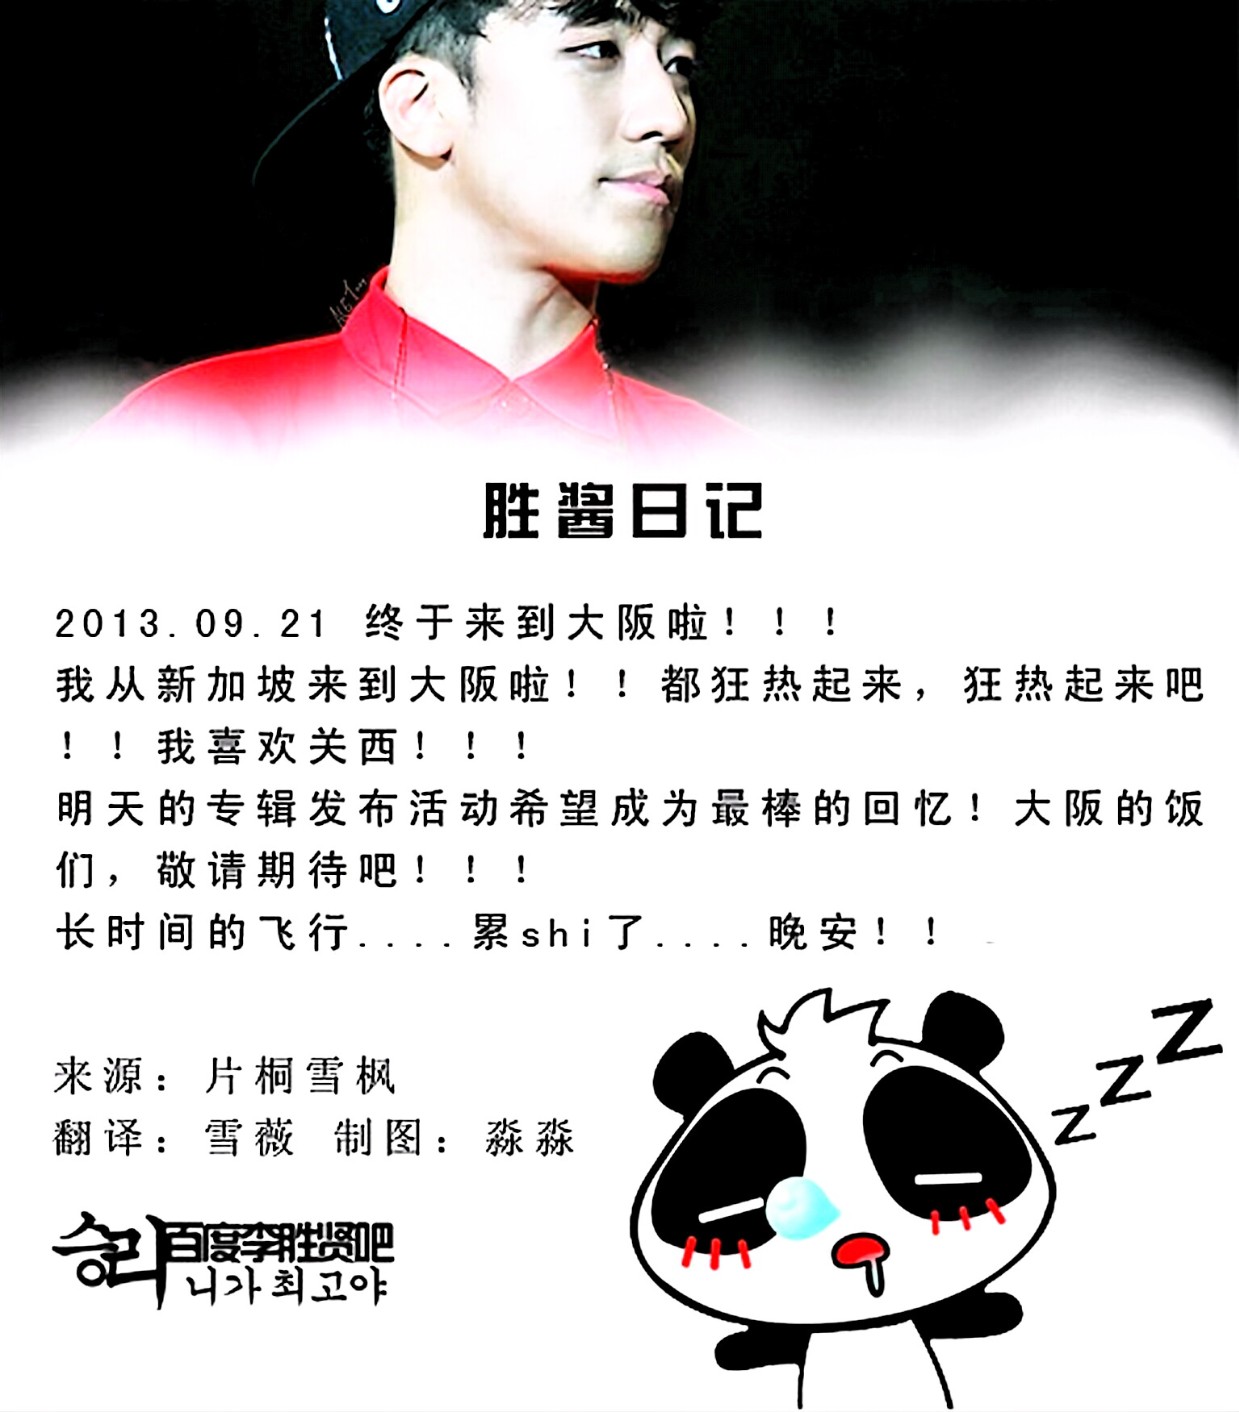 胜酱日记
2013.09.21 终于来到大阪啦！！！
我从新加坡来到大阪啦！！都狂热起来，狂热起来吧
！！我喜欢关西！！！
明天的专辑发布活动希望成为最棒的回忆！大阪的饭
们，敬请期待吧！！！
长时间的飞行....累shi了....晚安！！
来源：片桐雪枫
翻译：雪薇 制图：淼淼
승리 百度李胜贤吧
니가 최고야
zzz